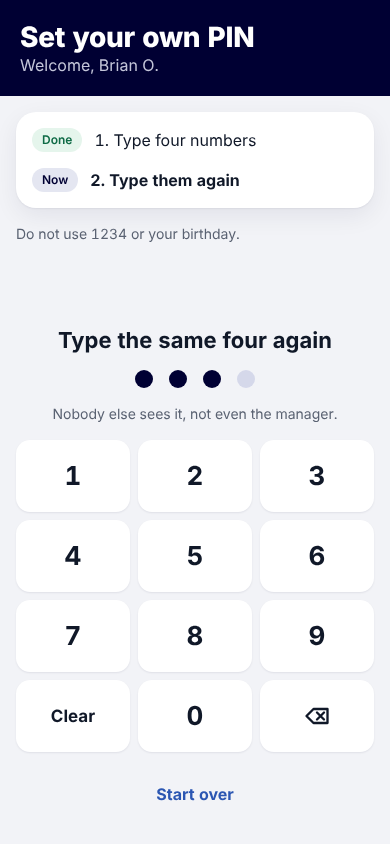 Set your own PIN
Welcome, Brian O.
Done 1. Type four numbers
Now 2. Type them again
Do not use 1234 or your birthday.
Type the same four again
Nobody else sees it, not even the manager.
1 2 3
4 5 6
7 8 9
Clear 0
Start over